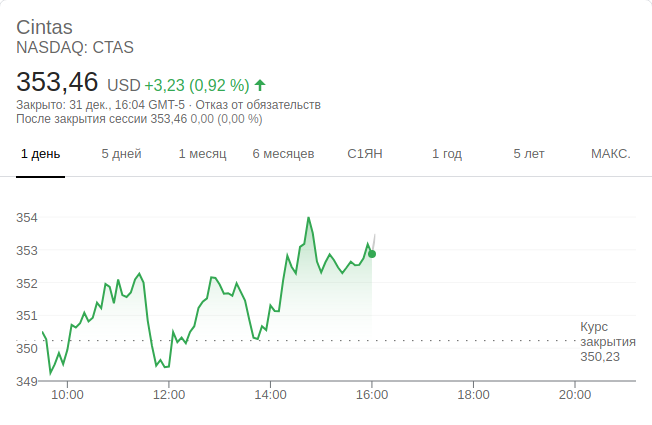 Cintas
NASDAQ: CTAS
353,46 USD +3,23 (0,92 %)
Закрыто: 31 дек., 16:04 GMT-5 · Отказ от обязательств
После закрытия сессии 353,46 0,00 (0,00 %)
1 день 5 дней 1 месяц 6 месяцев С1ЯН 1 год 5 лет МАКС.
354
353
352
351
350
349
Курс
закрытия
350,23
10:00 12:00 14:00 16:00 18:00 20:00